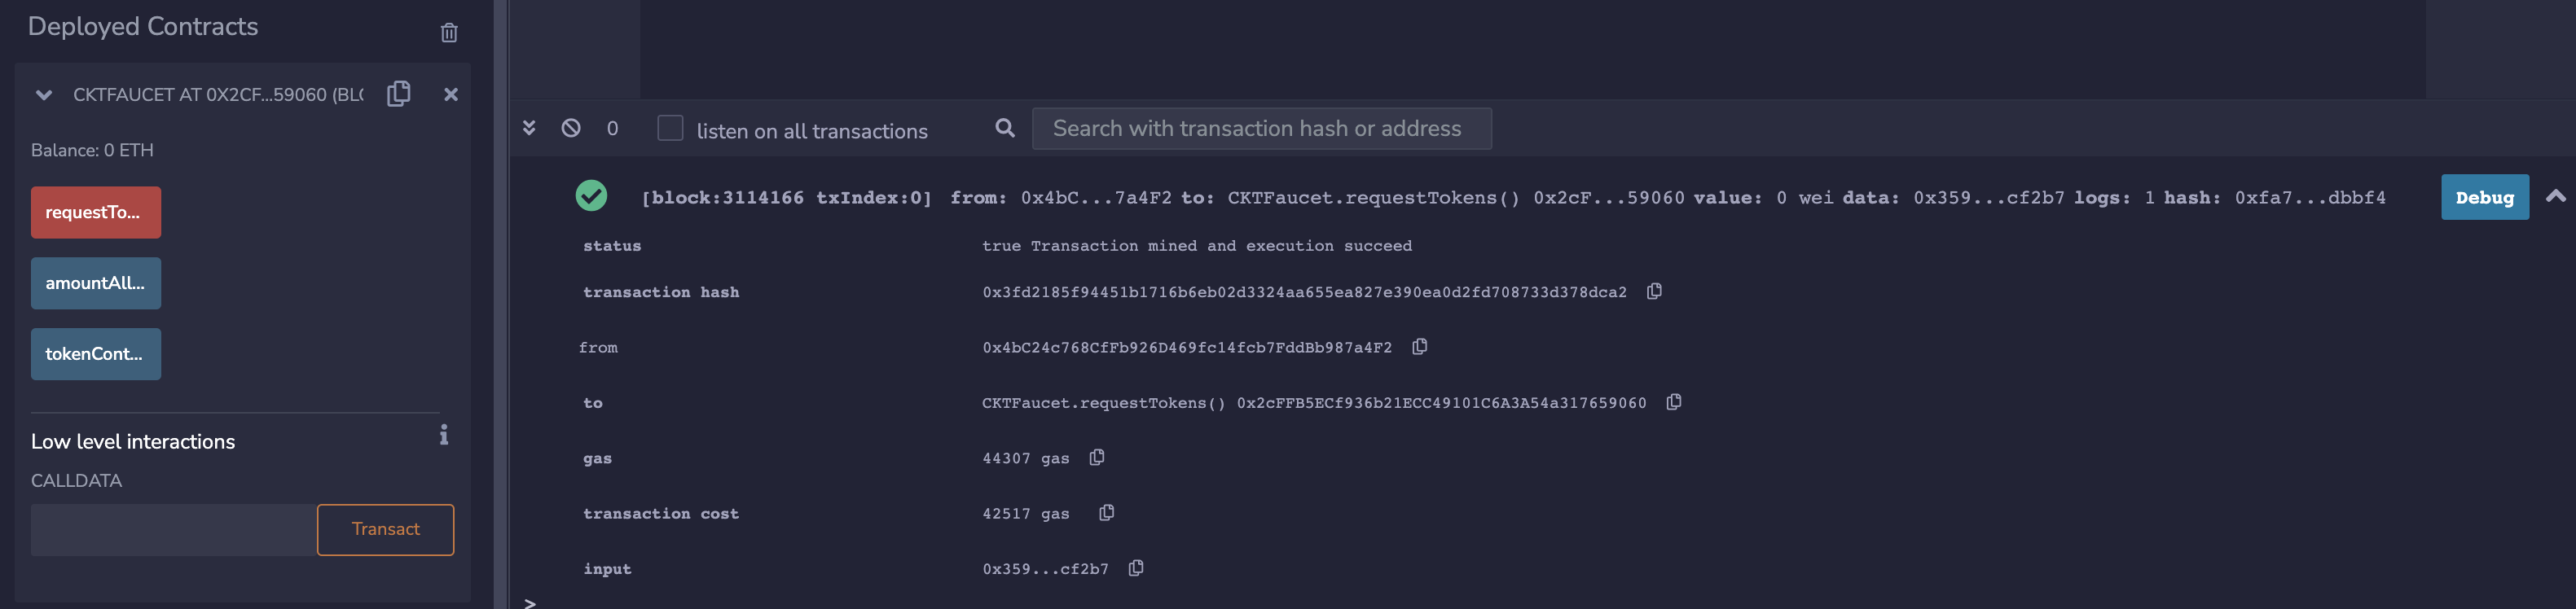 Deployed Contracts
CKTFAUCET AT 0X2CF...59060 (BLC
Balance: 0 ETH
requestTo...
amountAll...
tokenCont...
Low level interactions
CALLDATA
Transact
0
listen on all transactions
Search with transaction hash or address
[block:3114166 txIndex:0] from: 0x4bC...7a4F2 to: CKTFaucet.requestTokens() 0x2cF...59060 value: 0 wei data: 0x359...cf2b7 logs: 1 hash: 0xfa7...dbbf4
Debug
status true Transaction mined and execution succeed
transaction hash 0x3fd2185f94451b1716b6eb02d3324aa655ea827e390ea0d2fd708733d378dca2
from 0x4bC24c768CfFb926D469fc14fcb7FddBb987a4F2
to CKTFaucet.requestTokens() 0x2cFFB5ECf936b21ECC49101C6A3A54a317659060
gas 44307 gas
transaction cost 42517 gas
input 0x359...cf2b7
>